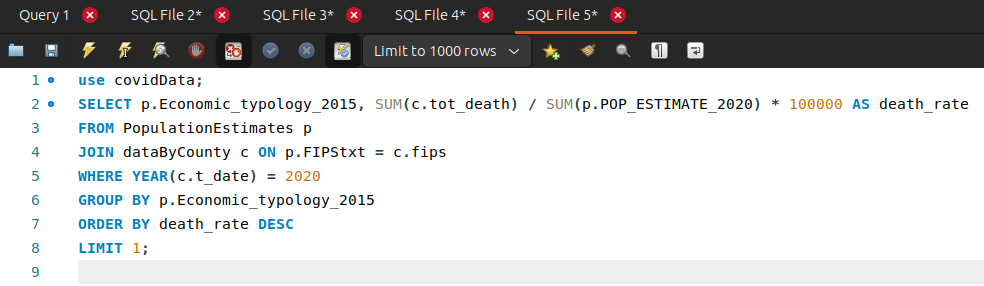 Query 1 SQL File 2* SQL File 3* SQL File 4* SQL File 5*
Limit to 1000 rows
1 use covidData;
2 SELECT p.Economic_typology_2015, SUM(c.tot_death) / SUM(p.POP_ESTIMATE_2020) * 100000 AS death_rate
3 FROM PopulationEstimates p
4 JOIN dataByCounty c ON p.FIPStxt = c.fips
5 WHERE YEAR(c.t_date) = 2020
6 GROUP BY p.Economic_typology_2015
7 ORDER BY death_rate DESC
8 LIMIT 1;
9